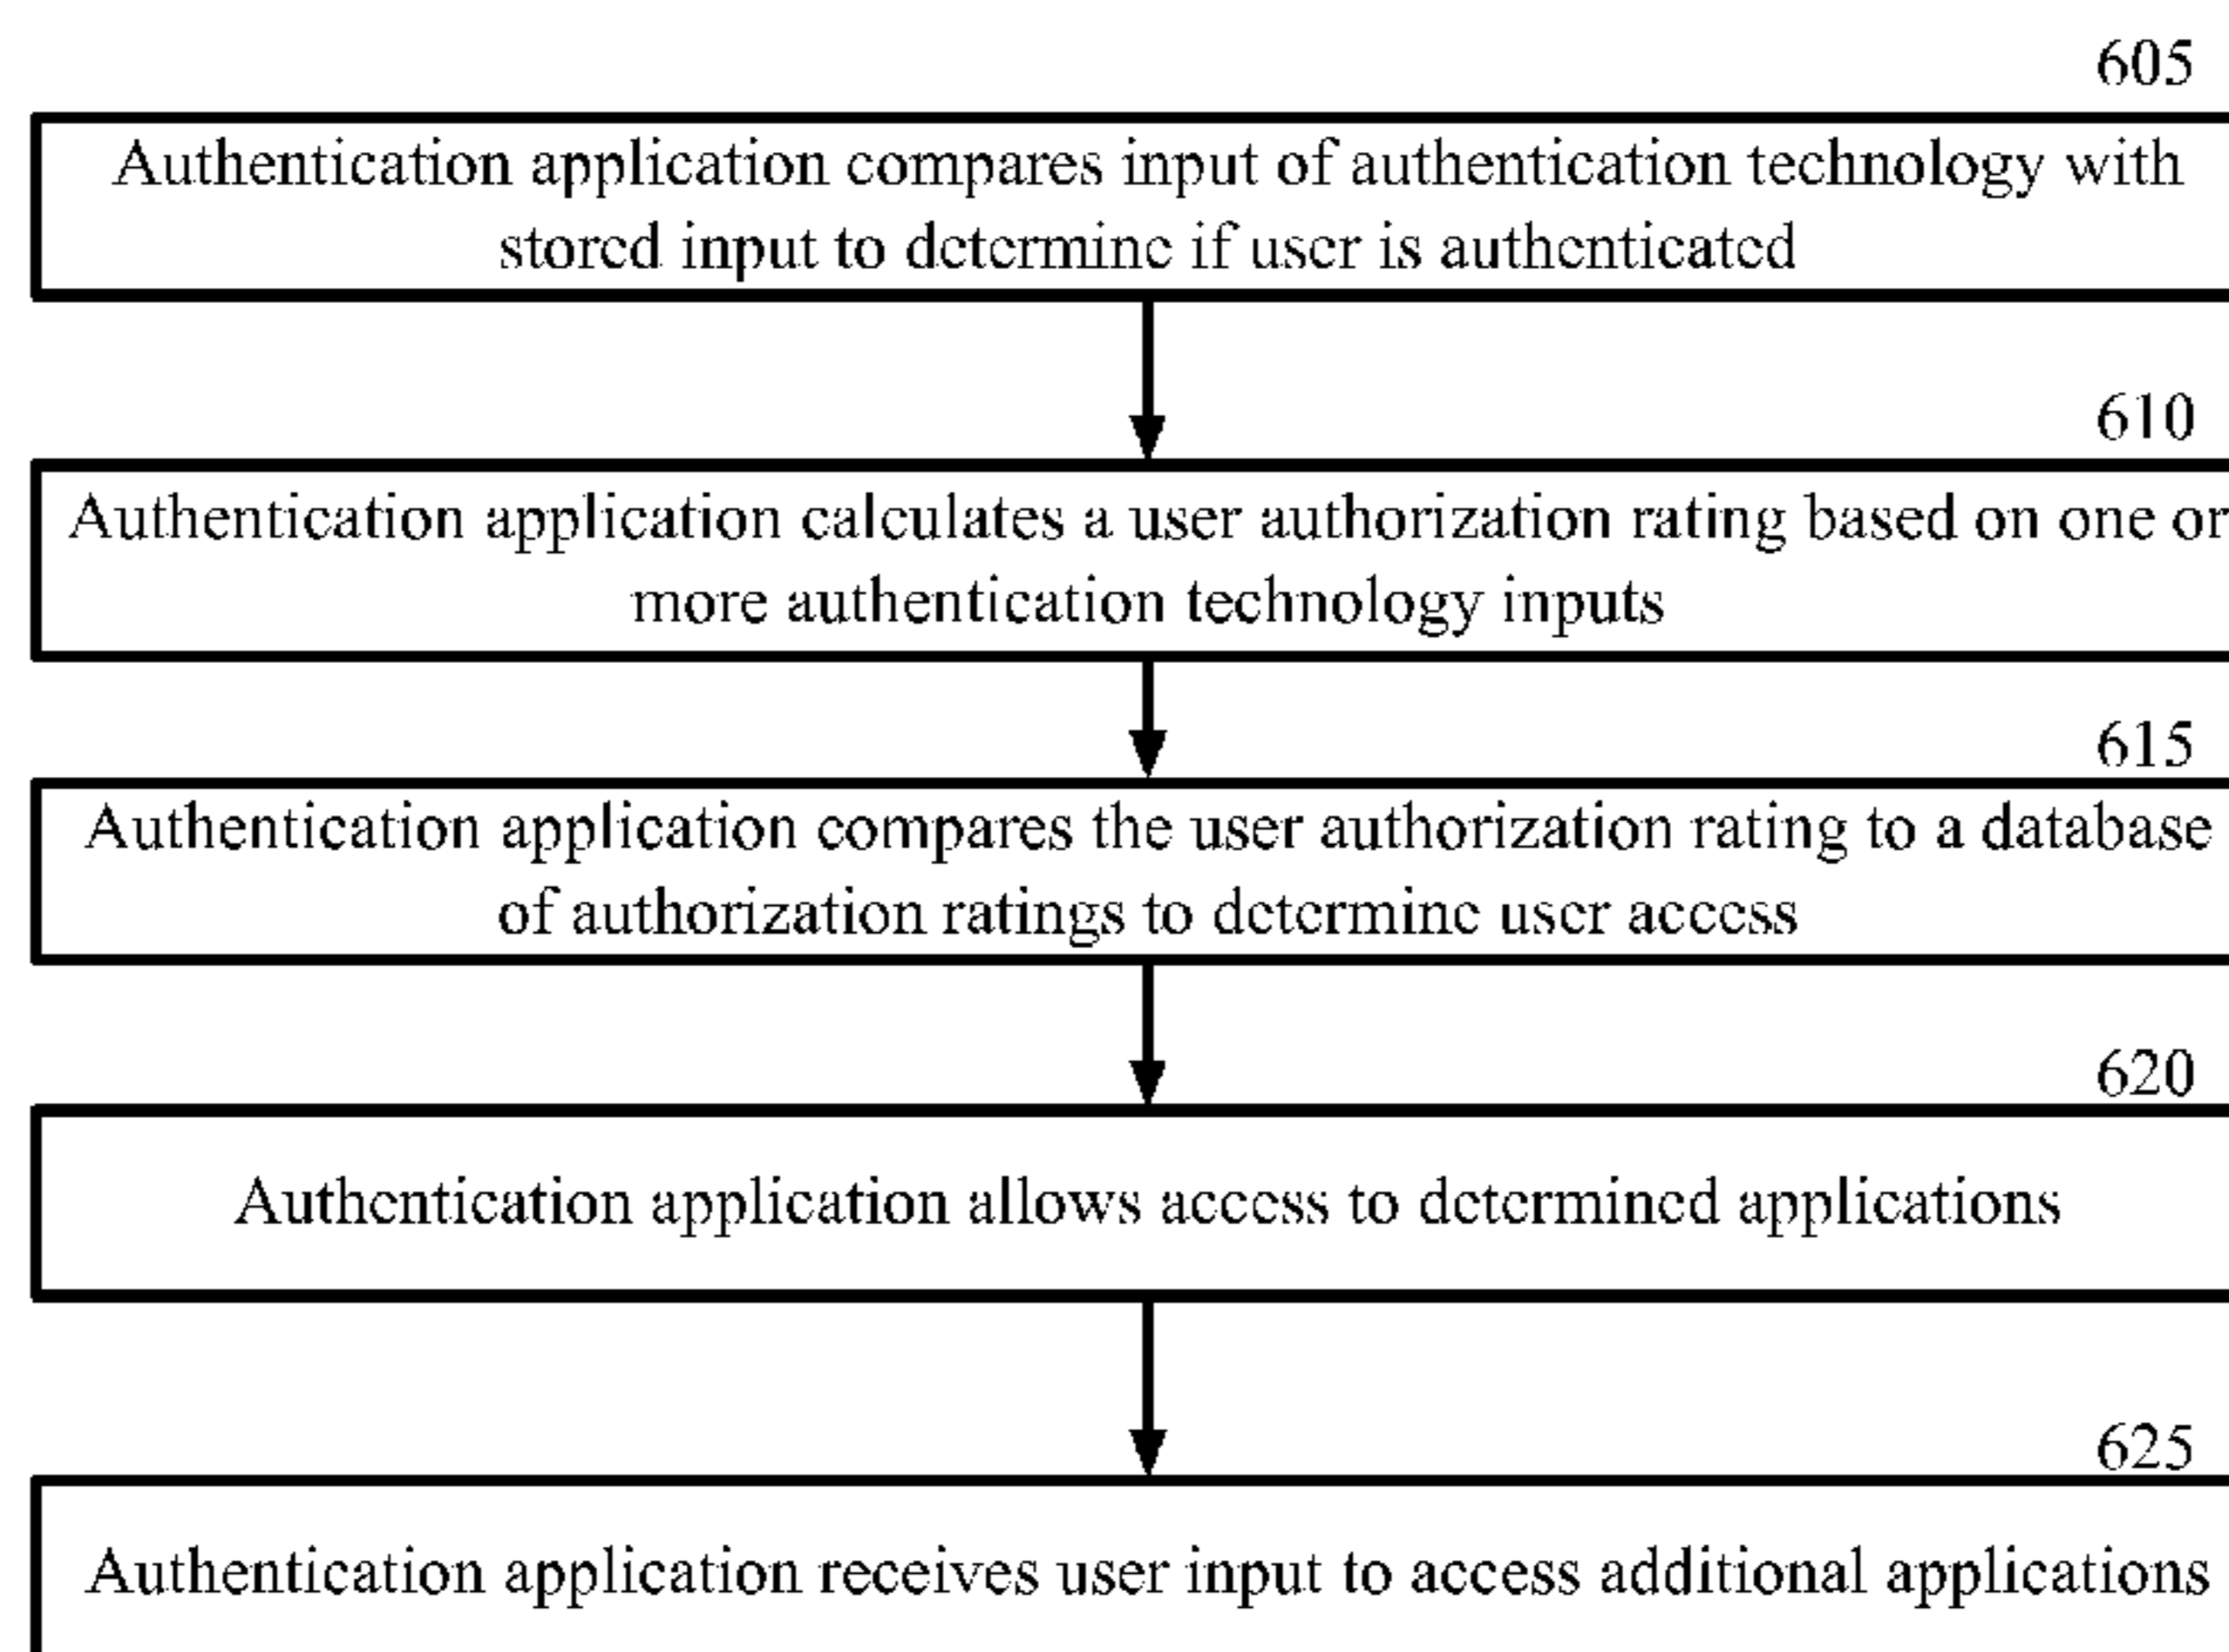 605
Authentication application compares input of authentication technology with
stored input to determine if user is authenticated
610
Authentication application calculates a user authorization rating based on one or
more authentication technology inputs
615
Authentication application compares the user authorization rating to a database
of authorization ratings to determine user access
620
Authentication application allows access to determined applications
625
Authentication application receives user input to access additional applications